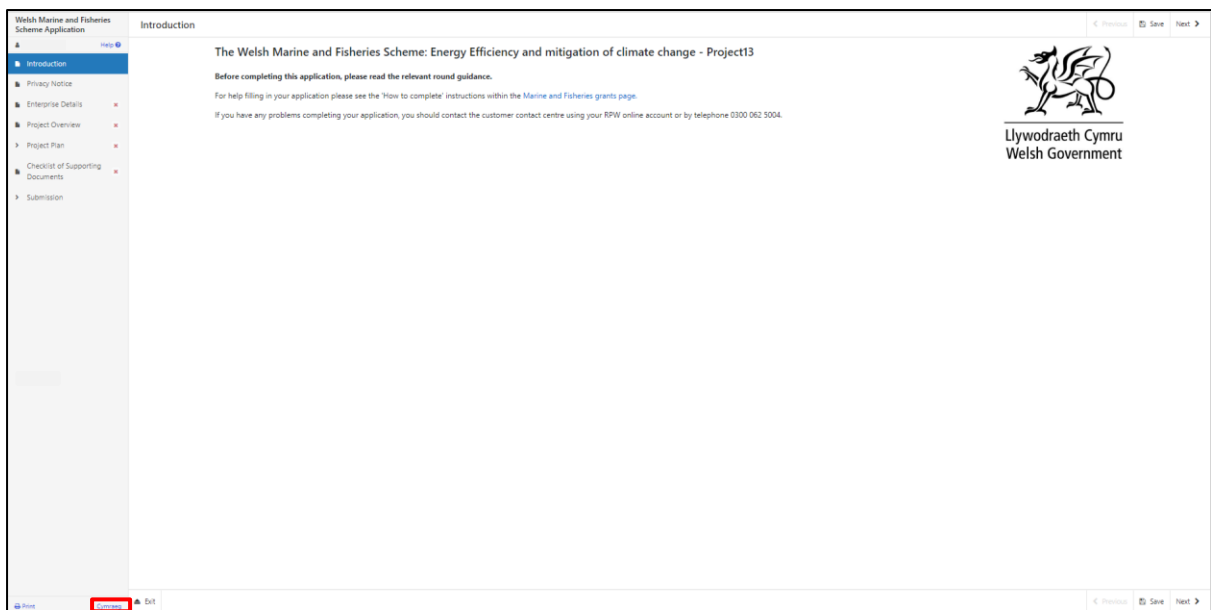 Welsh Marine and Fisheries
Scheme Application
Help
Introduction
Privacy Notice
Enterprise Details
Project Overview
Project Plan
Checklist of Supporting
Documents
Submission
Print
Cymraeg
Introduction
Previous
Save
Next
The Welsh Marine and Fisheries Scheme: Energy Efficiency and mitigation of climate change - Project13
Before completing this application, please read the relevant round guidance.
For help filling in your application please see the 'How to complete' instructions within the Marine and Fisheries grants page.
If you have any problems completing your application, you should contact the customer contact centre using your RPW online account or by telephone 0300 062 5004.
Llywodraeth Cymru
Welsh Government
Exit
Previous
Save
Next